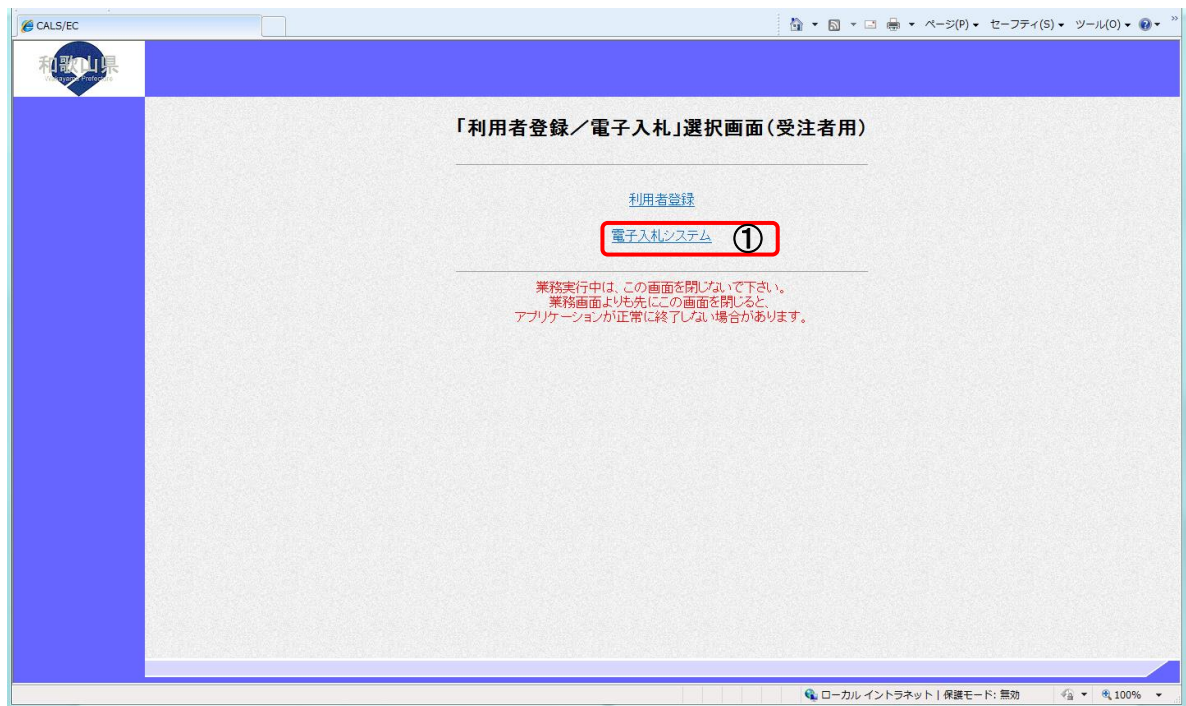 CALS/EC
ページ(P)
セーフティ(S)
ツール(O)
»
和歌山県
Wakayama Prefecture
「利用者登録／電子入札」選択画面（受注者用）
利用者登録
電子入札システム ①
業務実行中は、この画面を閉じないで下さい。
業務画面よりも先にこの画面を閉じると、
アプリケーションが正常に終了しない場合があります。
ローカル イントラネット | 保護モード: 無効
100%